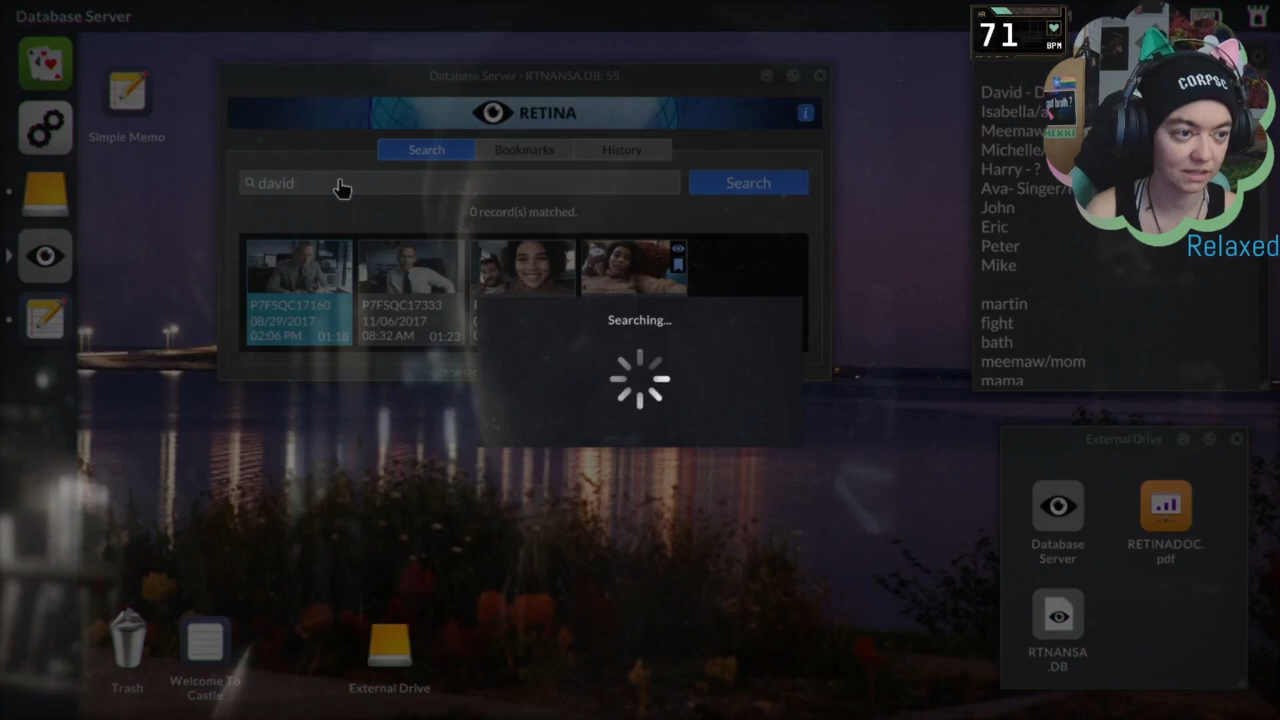 Database Server
71
BPM
CORPSE
got broth?
HEKKI
Relaxed
Simple Memo
Database Server - RTNANSA.DB: 55
RETINA
i
Search
Bookmarks
History
david
Search
0 record(s) matched.
P7FSQC17160
08/29/2017
02:06 PM 01:18
P7FSQC17333
11/06/2017
08:32 AM 01:23
Searching...
David - D
Isabella/a
Meemaw
Michelle/
Harry - ?
Ava- Singer/
John
Eric
Peter
Mike
martin
fight
bath
meemaw/mom
mama
External Drive
Database
Server
RETINADOC.
pdf
RTNANSA
.DB
Trash
Welcome To
Castle
External Drive